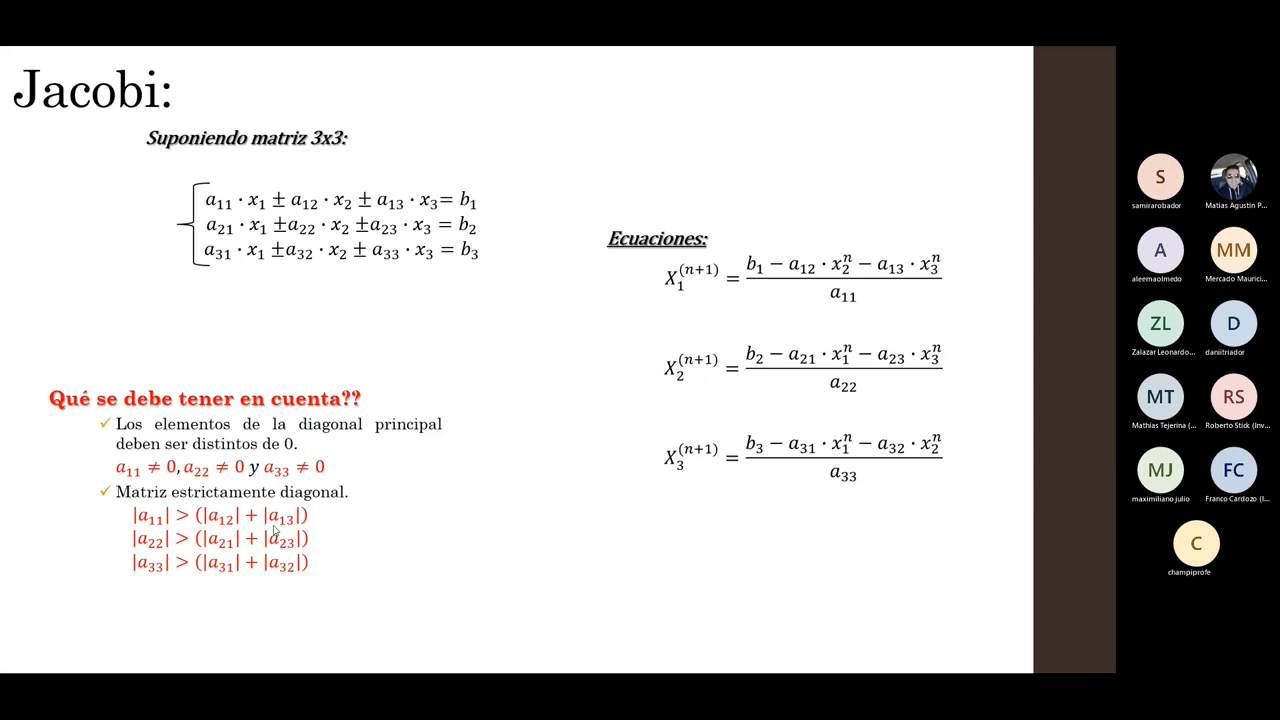 Jacobi:
Suponiendo matriz 3x3:
a₁₁ · x₁ ± a₁₂ · x₂ ± a₁₃ · x₃= b₁
a₂₁ · x₁ ±a₂₂ · x₂ ±a₂₃ · x₃ = b₂
a₃₁ · x₁ ±a₃₂ · x₂ ± a₃₃ · x₃ = b₃
Qué se debe tener en cuenta??
✓ Los elementos de la diagonal principal
deben ser distintos de 0.
a₁₁ ≠ 0, a₂₂ ≠ 0 y a₃₃ ≠ 0
✓ Matriz estrictamente diagonal.
|a₁₁| > (|a₁₂| + |a₁₃|)
|a₂₂| > (|a₂₁| + |a₂₃|)
|a₃₃| > (|a₃₁| + |a₃₂|)
Ecuaciones:
X₁⁽ⁿ⁺¹⁾ = (b₁ − a₁₂ · x₂ⁿ − a₁₃ · x₃ⁿ) / a₁₁
X₂⁽ⁿ⁺¹⁾ = (b₂ − a₂₁ · x₁ⁿ − a₂₃ · x₃ⁿ) / a₂₂
X₃⁽ⁿ⁺¹⁾ = (b₃ − a₃₁ · x₁ⁿ − a₃₂ · x₂ⁿ) / a₃₃
S
samirarobador
Matias Agustin P...
A
aleemaolmedo
MM
Mercado Maurici...
ZL
Zalazar Leonardo...
D
daniitriador
MT
Mathias Tejerina (...
RS
Roberto Stick (Inv...
MJ
maximiliano julio
FC
Franco Cardozo (I...
C
champiprofe